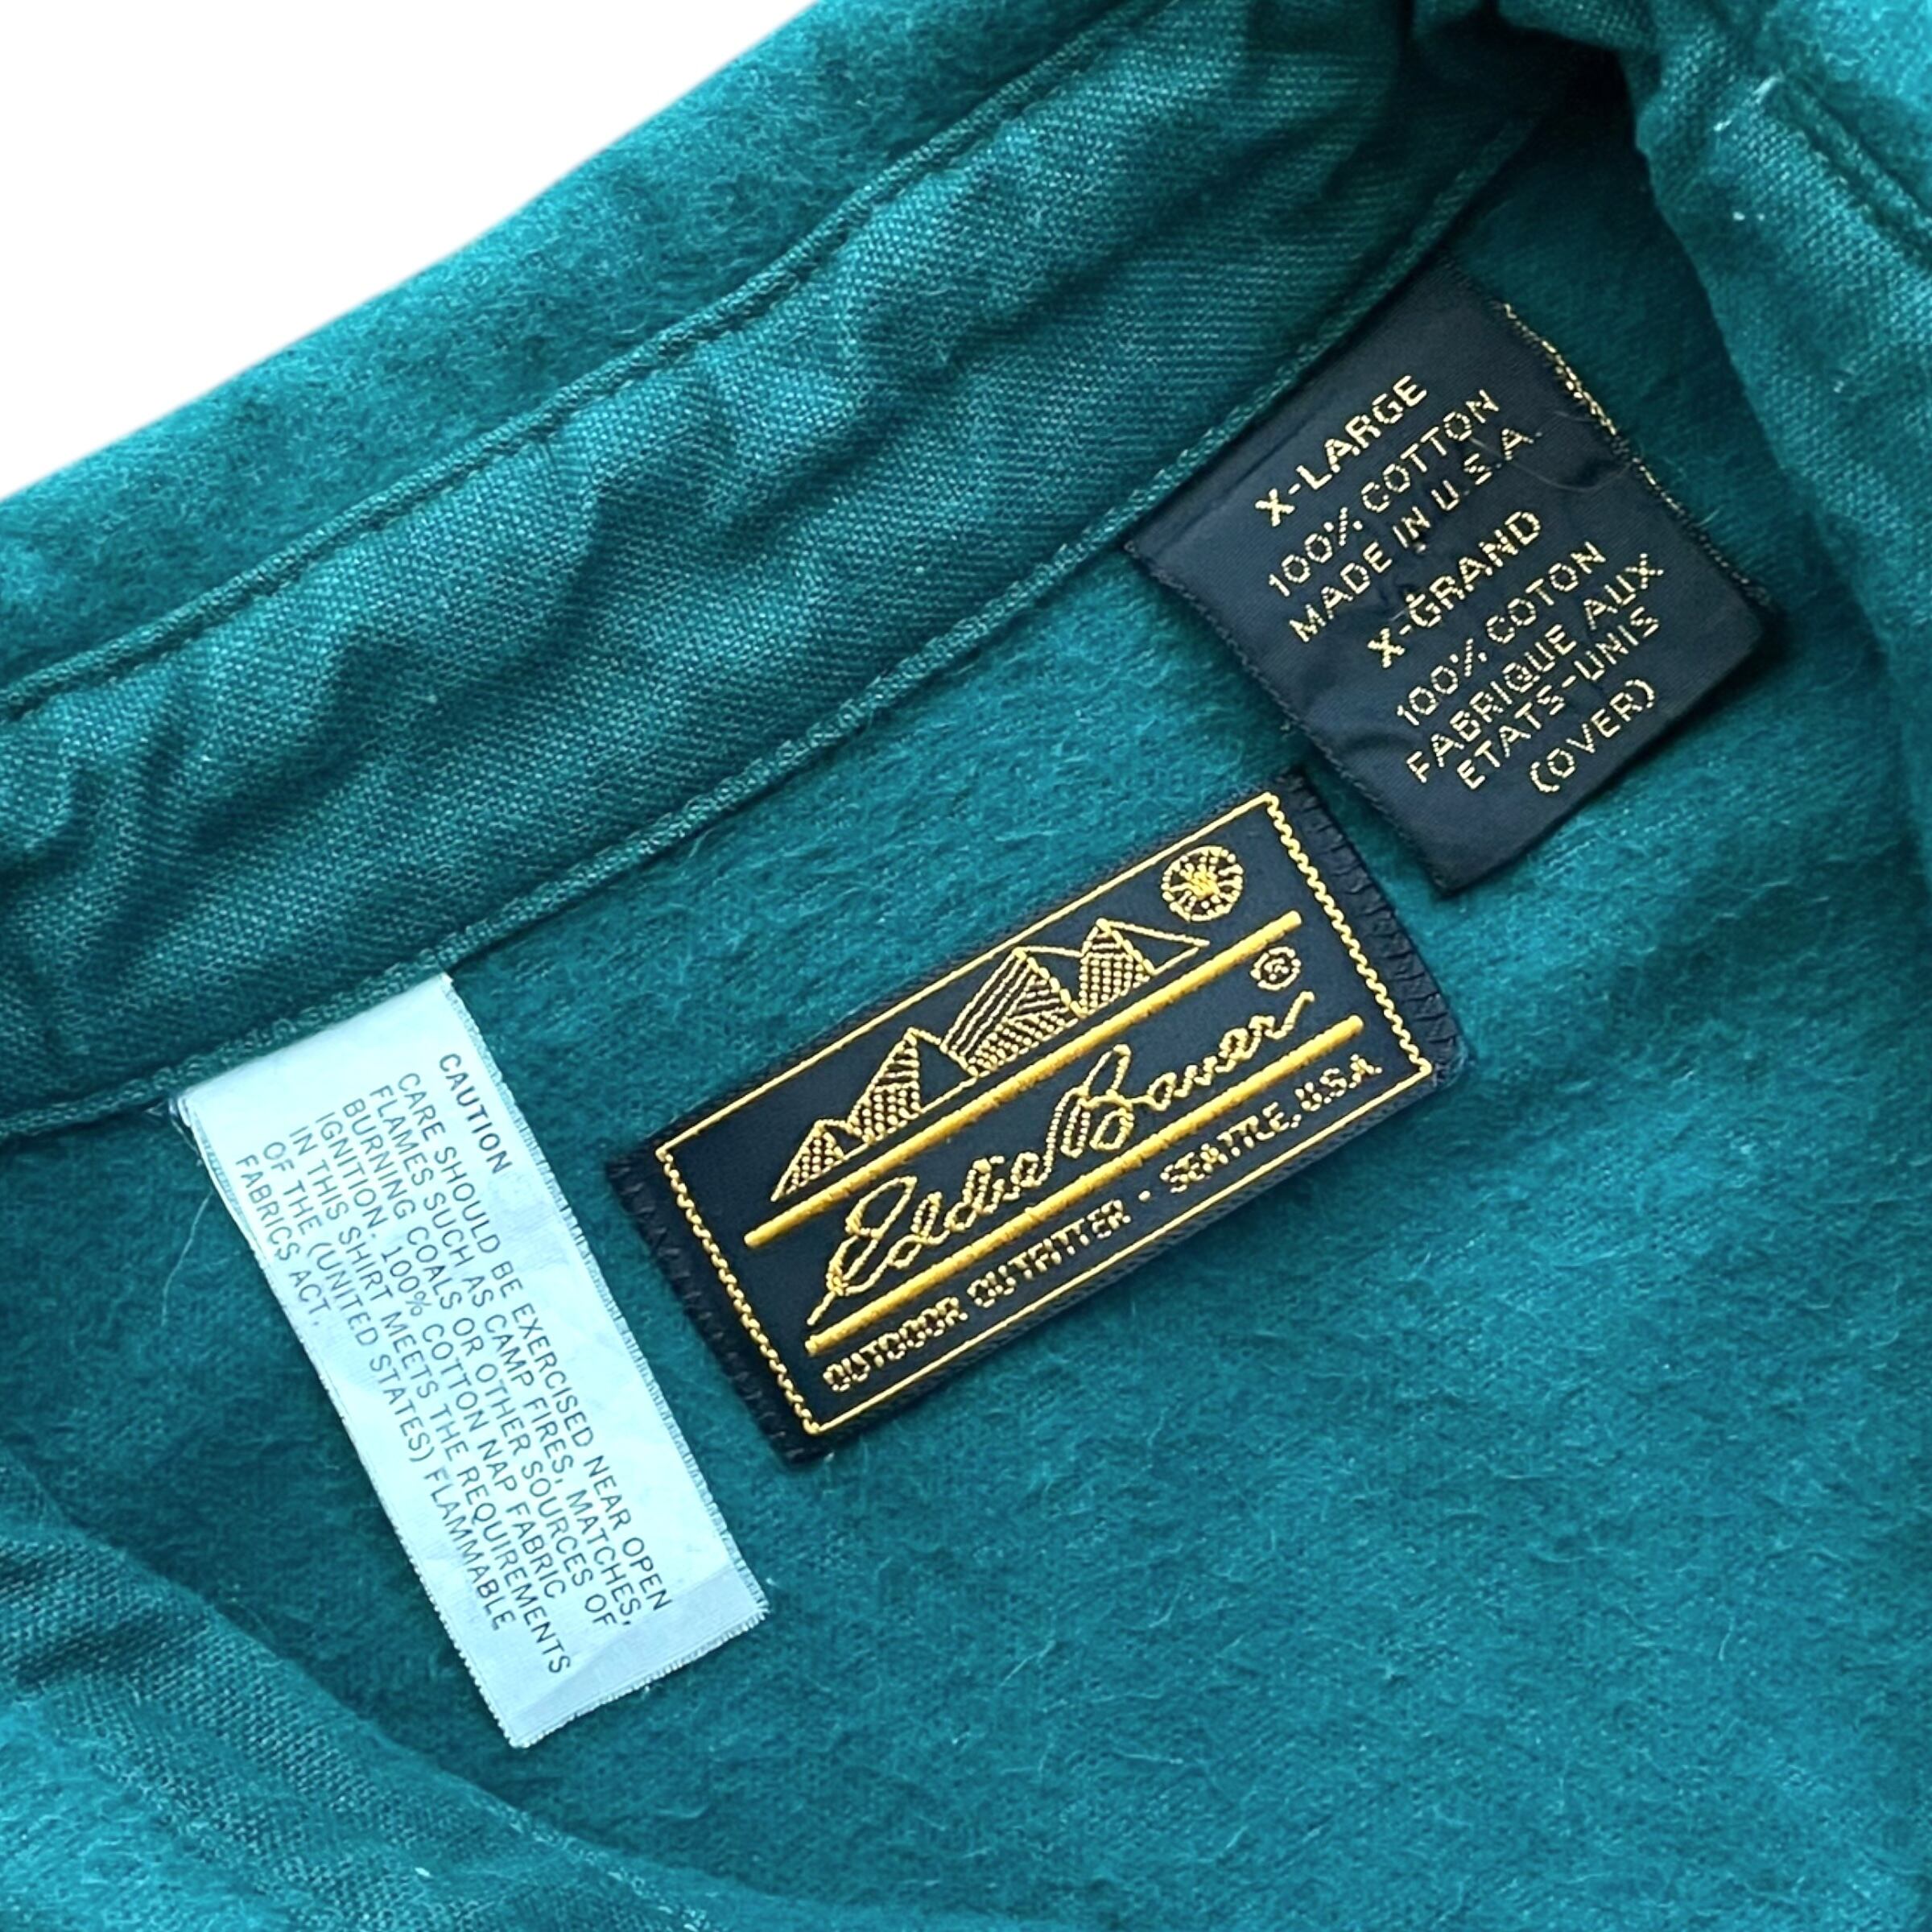 X-LARGE
100% COTTON
MADE IN U.S.A.
X-GRAND
100% COTON
FABRIQUE AUX
ETATS-UNIS
(OVER)
®
Eddie Bauer
OUTDOOR OUTFITTER · SEATTLE, U.S.A.
CAUTION
CARE SHOULD BE EXERCISED NEAR OPEN
FLAMES SUCH AS CAMP FIRES, MATCHES,
BURNING COALS OR OTHER SOURCES OF
IGNITION. 100% COTTON NAP FABRIC
IN THIS SHIRT MEETS THE REQUIREMENTS
OF THE (UNITED STATES) FLAMMABLE
FABRICS ACT.